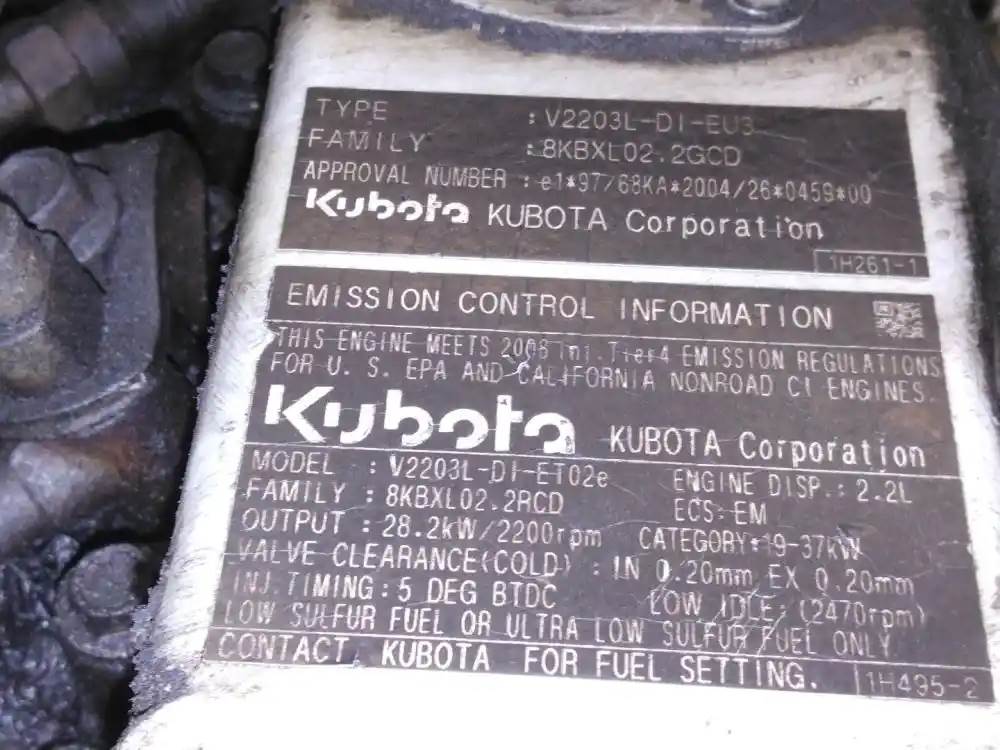 TYPE : V2203L-DI-EU3
FAMILY : 8KBXL02.2GCD
APPROVAL NUMBER : e1*97/68KA*2004/26*0459*00
Kubota KUBOTA Corporation
1H261-1
EMISSION CONTROL INFORMATION
THIS ENGINE MEETS 2008 int.Tier4 EMISSION REGULATIONS
FOR U. S. EPA AND CALIFORNIA NONROAD CI ENGINES.
Kubota KUBOTA Corporation
MODEL : V2203L-DI-ET02e ENGINE DISP.: 2.2L
FAMILY : 8KBXL02.2RCD ECS: EM
OUTPUT : 28.2kW/2200rpm CATEGORY:19-37kW
VALVE CLEARANCE(COLD) : IN 0.20mm EX 0.20mm
INJ.TIMING:5 DEG BTDC LOW IDLE:(2470rpm)
LOW SULFUR FUEL OR ULTRA LOW SULFUR FUEL ONLY
CONTACT KUBOTA FOR FUEL SETTING.
1H495-2